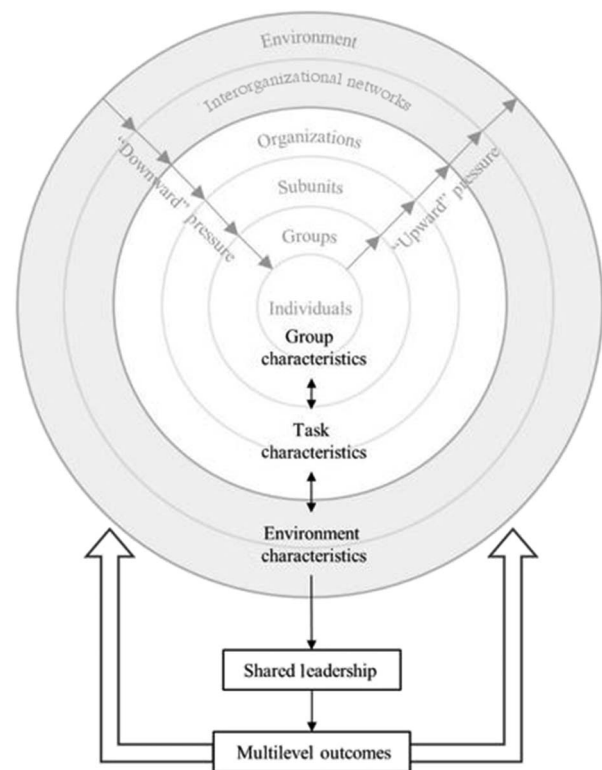 Environment
Interorganizational networks
Organizations
"Downward" pressure
"Upward" pressure
Subunits
Groups
Individuals
Group
characteristics
Task
characteristics
Environment
characteristics
Shared leadership
Multilevel outcomes